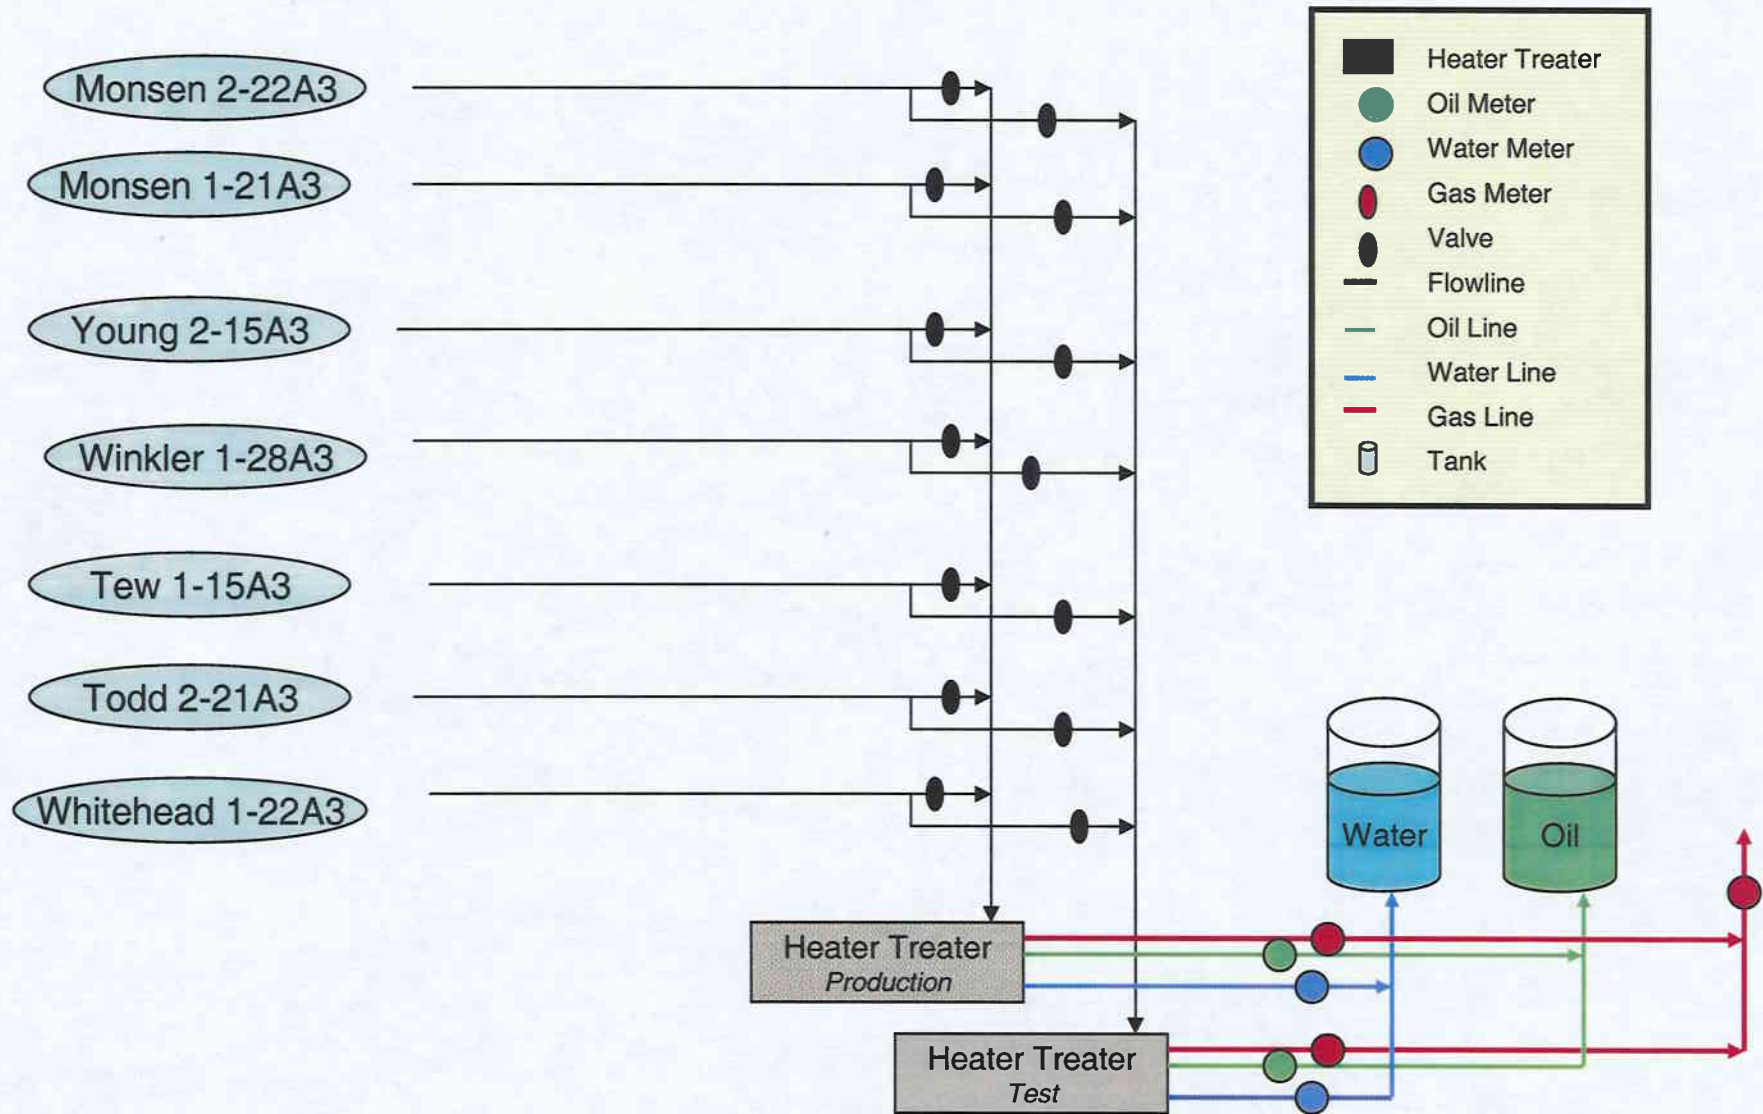 Monsen 2-22A3
Monsen 1-21A3
Young 2-15A3
Winkler 1-28A3
Tew 1-15A3
Todd 2-21A3
Whitehead 1-22A3
Heater Treater
Oil Meter
Water Meter
Gas Meter
Valve
Flowline
Oil Line
Water Line
Gas Line
Tank
Water
Oil
Heater Treater
Production
Heater Treater
Test